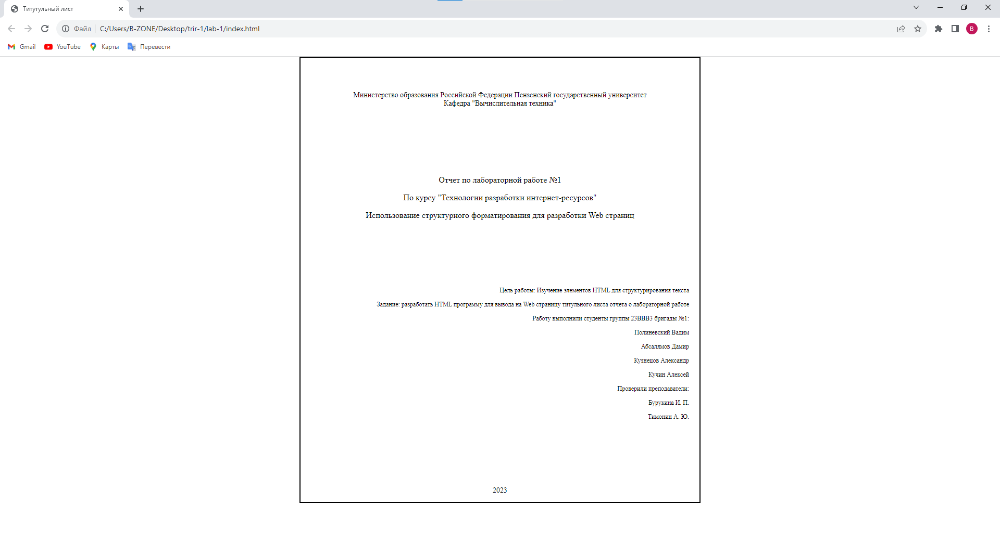 Титутульный лист
Файл C:/Users/B-ZONE/Desktop/trir-1/lab-1/index.html
B
Gmail YouTube Карты Перевести
Министерство образования Российской Федерации Пензенский государственный университет
Кафедра "Вычислительная техника"
Отчет по лабораторной работе №1
По курсу "Технологии разработки интернет-ресурсов"
Использование структурного форматирования для разработки Web страниц
Цель работы: Изучение элементов HTML для структурирования текста
Задание: разработать HTML программу для вывода на Web страницу титульного листа отчета о лабораторной работе
Работу выполнили студенты группы 23ВВВ3 бригады №1:
Полиневский Вадим
Абсалямов Дамир
Кузнецов Александр
Кучин Алексей
Проверили преподаватели:
Бурукина И. П.
Тимонин А. Ю.
2023